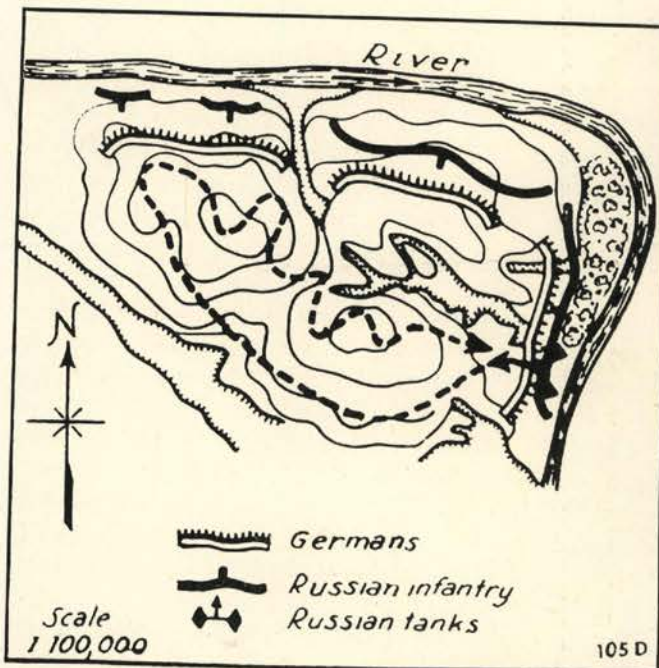 River
N
Germans
Russian infantry
Russian tanks
Scale
1 100,000
105 D